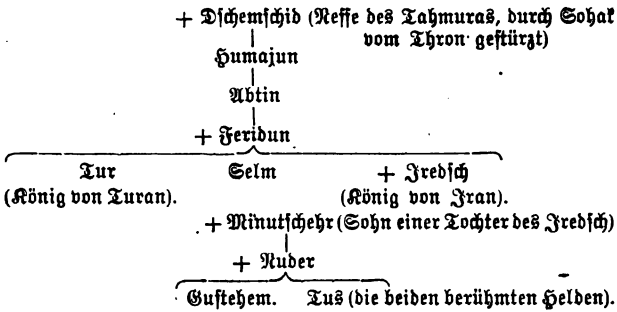 + Dschemschid (Neffe des Tahmuras, durch Sohak
vom Thron gestürzt)
Humajun
Abtin
+ Feridun
Tur Selm + Iredsch
(König von Turan). (König von Iran).
+ Minutschehr (Sohn einer Tochter des Iredsch)
+ Nuder
Gustehem. Tus (die beiden berühmten Helden).